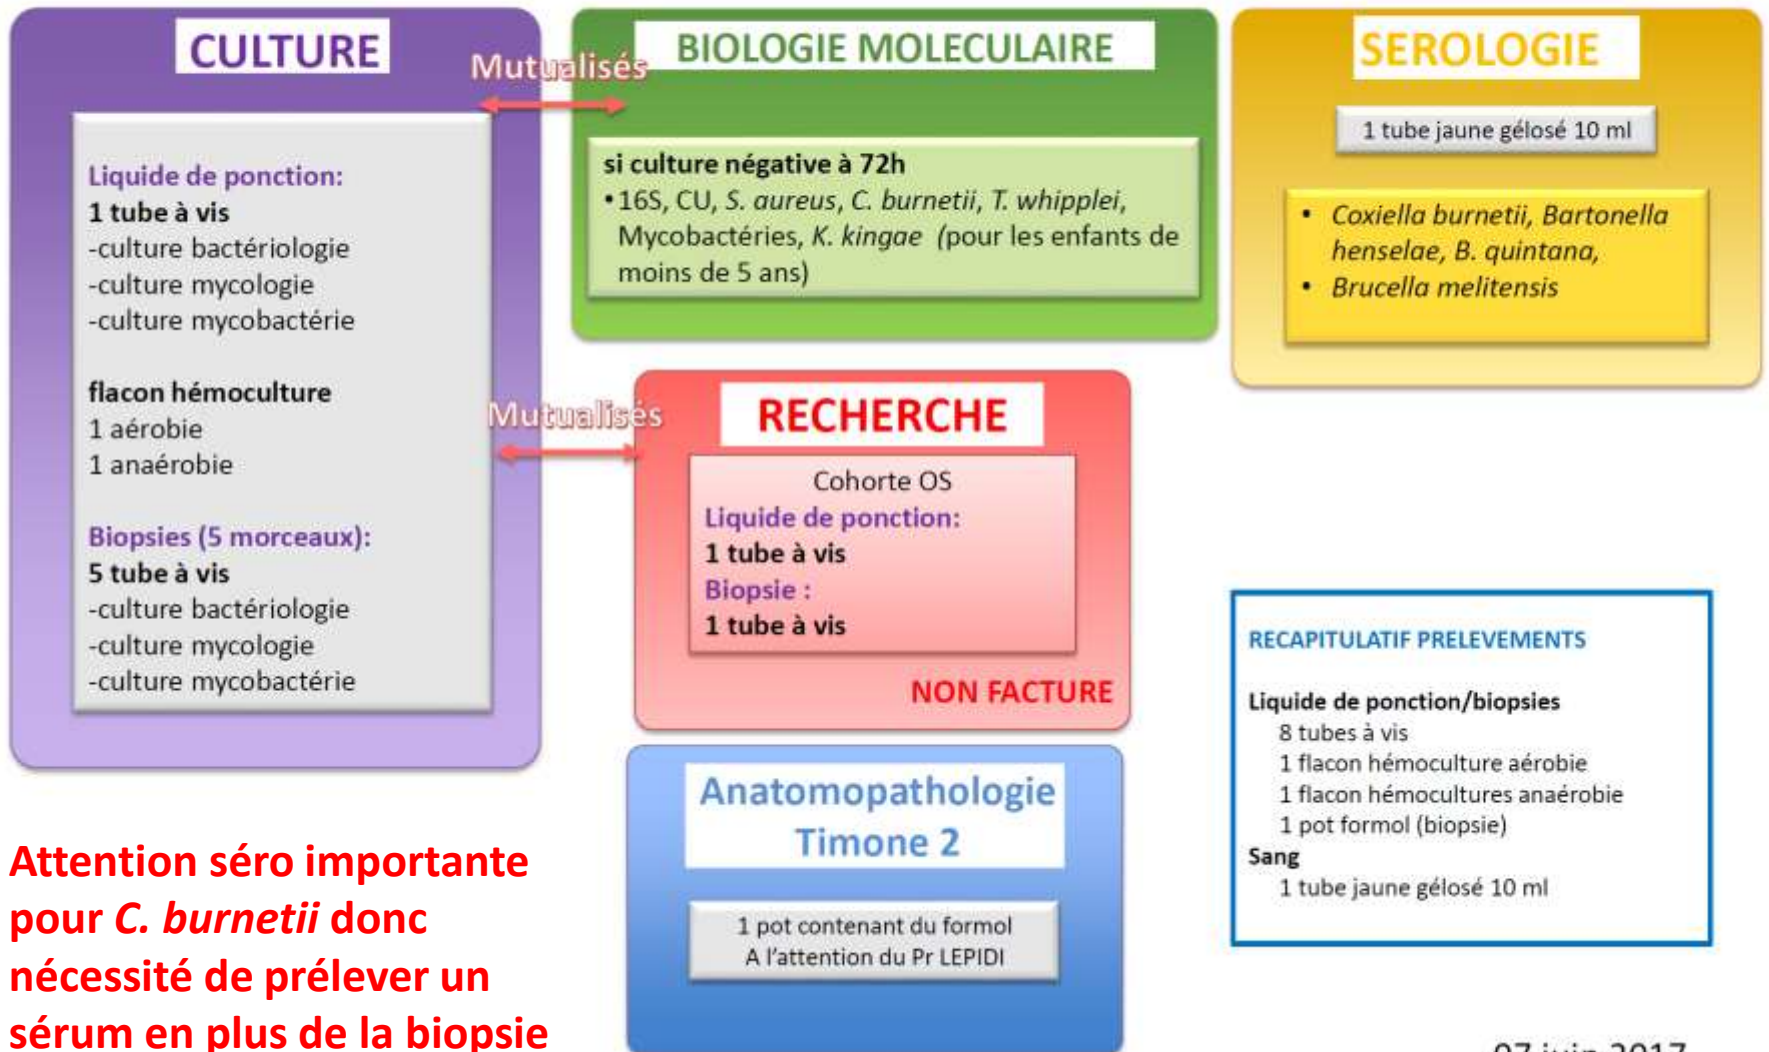 CULTURE
Liquide de ponction:
1 tube à vis
-culture bactériologie
-culture mycologie
-culture mycobactérie
flacon hémoculture
1 aérobie
1 anaérobie
Biopsies (5 morceaux):
5 tube à vis
-culture bactériologie
-culture mycologie
-culture mycobactérie
Mutualisés
BIOLOGIE MOLECULAIRE
si culture négative à 72h
•16S, CU, S. aureus, C. burnetii, T. whipplei,
Mycobactéries, K. kingae (pour les enfants de
moins de 5 ans)
SEROLOGIE
1 tube jaune gélosé 10 ml
• Coxiella burnetii, Bartonella
henselae, B. quintana,
• Brucella melitensis
Mutualisés
RECHERCHE
Cohorte OS
Liquide de ponction:
1 tube à vis
Biopsie :
1 tube à vis
NON FACTURE
Anatomopathologie
Timone 2
1 pot contenant du formol
A l'attention du Pr LEPIDI
RECAPITULATIF PRELEVEMENTS
Liquide de ponction/biopsies
8 tubes à vis
1 flacon hémoculture aérobie
1 flacon hémocultures anaérobie
1 pot formol (biopsie)
Sang
1 tube jaune gélosé 10 ml
Attention séro importante
pour C. burnetii donc
nécessité de prélever un
sérum en plus de la biopsie
07 juin 2017